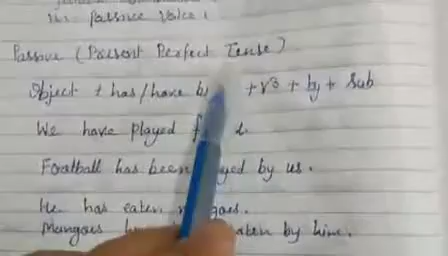 the passive voice
Passive (Present Perfect Tense)
Object + has/have + v3 + by + Sub
We have played
Football has been by us.
He has eaten
Mangoes by him.